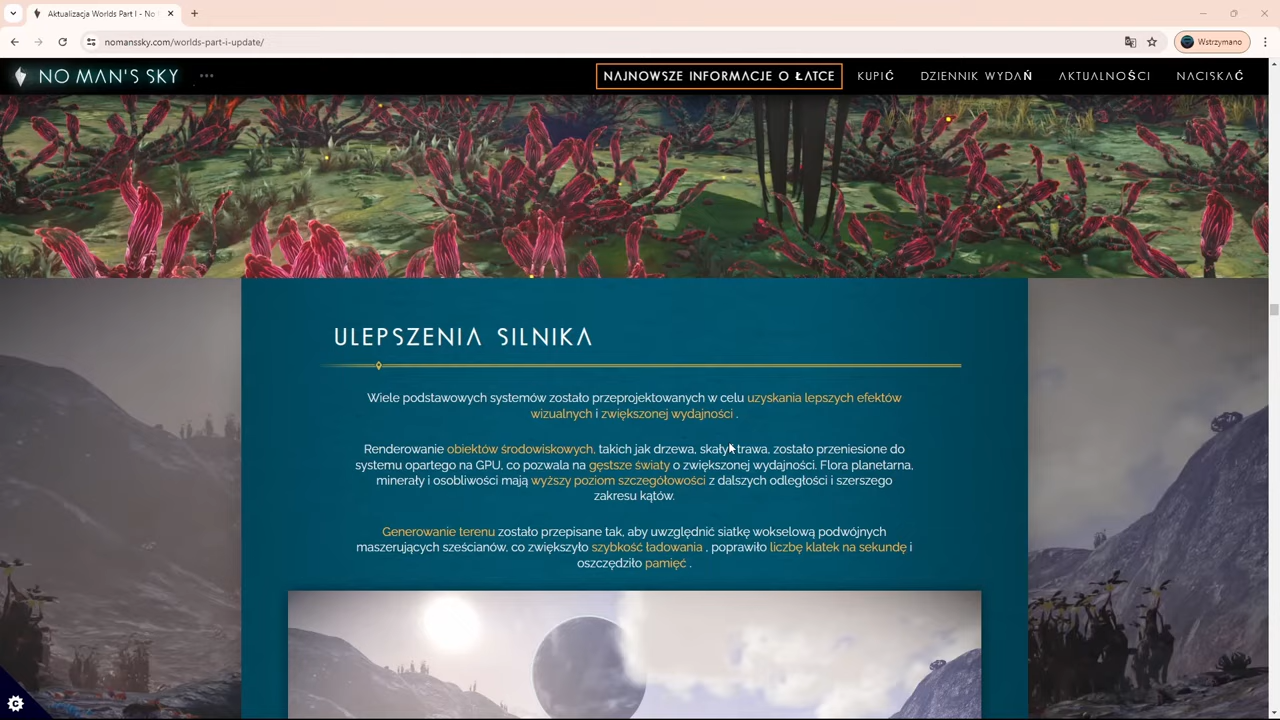 Aktualizacja Worlds Part I - No
nomanssky.com/worlds-part-i-update/
Wstrzymano
NO MAN'S SKY
NAJNOWSZE INFORMACJE O ŁATCE
KUPIĆ
DZIENNIK WYDAŃ
AKTUALNOŚCI
NACISKAĆ
ULEPSZENIA SILNIKA
Wiele podstawowych systemów zostało przeprojektowanych w celu uzyskania lepszych efektów
wizualnych i zwiększonej wydajności .
Renderowanie obiektów środowiskowych, takich jak drzewa, skały i trawa, zostało przeniesione do
systemu opartego na GPU, co pozwala na gęstsze światy o zwiększonej wydajności. Flora planetarna,
minerały i osobliwości mają wyższy poziom szczegółowości z dalszych odległości i szerszego
zakresu kątów.
Generowanie terenu zostało przepisane tak, aby uwzględnić siatkę wokselową podwójnych
maszerujących sześcianów, co zwiększyło szybkość ładowania , poprawiło liczbę klatek na sekundę i
oszczędziło pamięć .